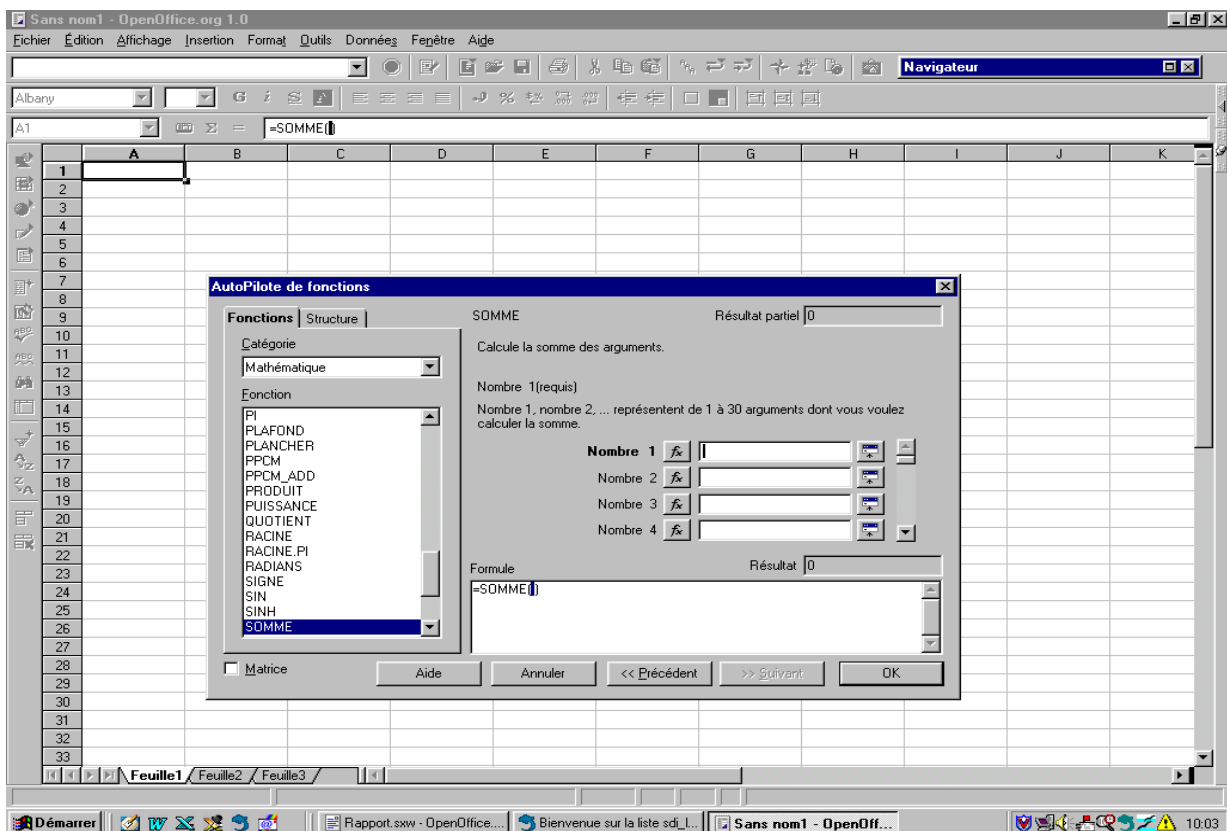 Sans nom1 - OpenOffice.org 1.0
Fichier Édition Affichage Insertion Format Outils Données Fenêtre Aide
Navigateur
Albany G i S A
A1 Σ = =SOMME()
A B C D E F G H I J K
1
2
3
4
5
6
7
8
9
10
11
12
13
14
15
16
17
18
19
20
21
22
23
24
25
26
27
28
29
30
31
32
33
AutoPilote de fonctions
Fonctions Structure
SOMME
Résultat partiel 0
Catégorie
Mathématique
Calcule la somme des arguments.
Fonction
PI
PLAFOND
PLANCHER
PPCM
PPCM_ADD
PRODUIT
PUISSANCE
QUOTIENT
RACINE
RACINE.PI
RADIANS
SIGNE
SIN
SINH
SOMME
Nombre 1(requis)
Nombre 1, nombre 2, ... représentent de 1 à 30 arguments dont vous voulez
calculer la somme.
Nombre 1 fx
Nombre 2 fx
Nombre 3 fx
Nombre 4 fx
Formule
Résultat 0
=SOMME()
Matrice
Aide Annuler << Précédent >> Suivant OK
Feuille1 Feuille2 Feuille3
Démarrer Rapport.sxw - OpenOffice.... Bienvenue sur la liste sdi_l... Sans nom1 - OpenOff... 10:03